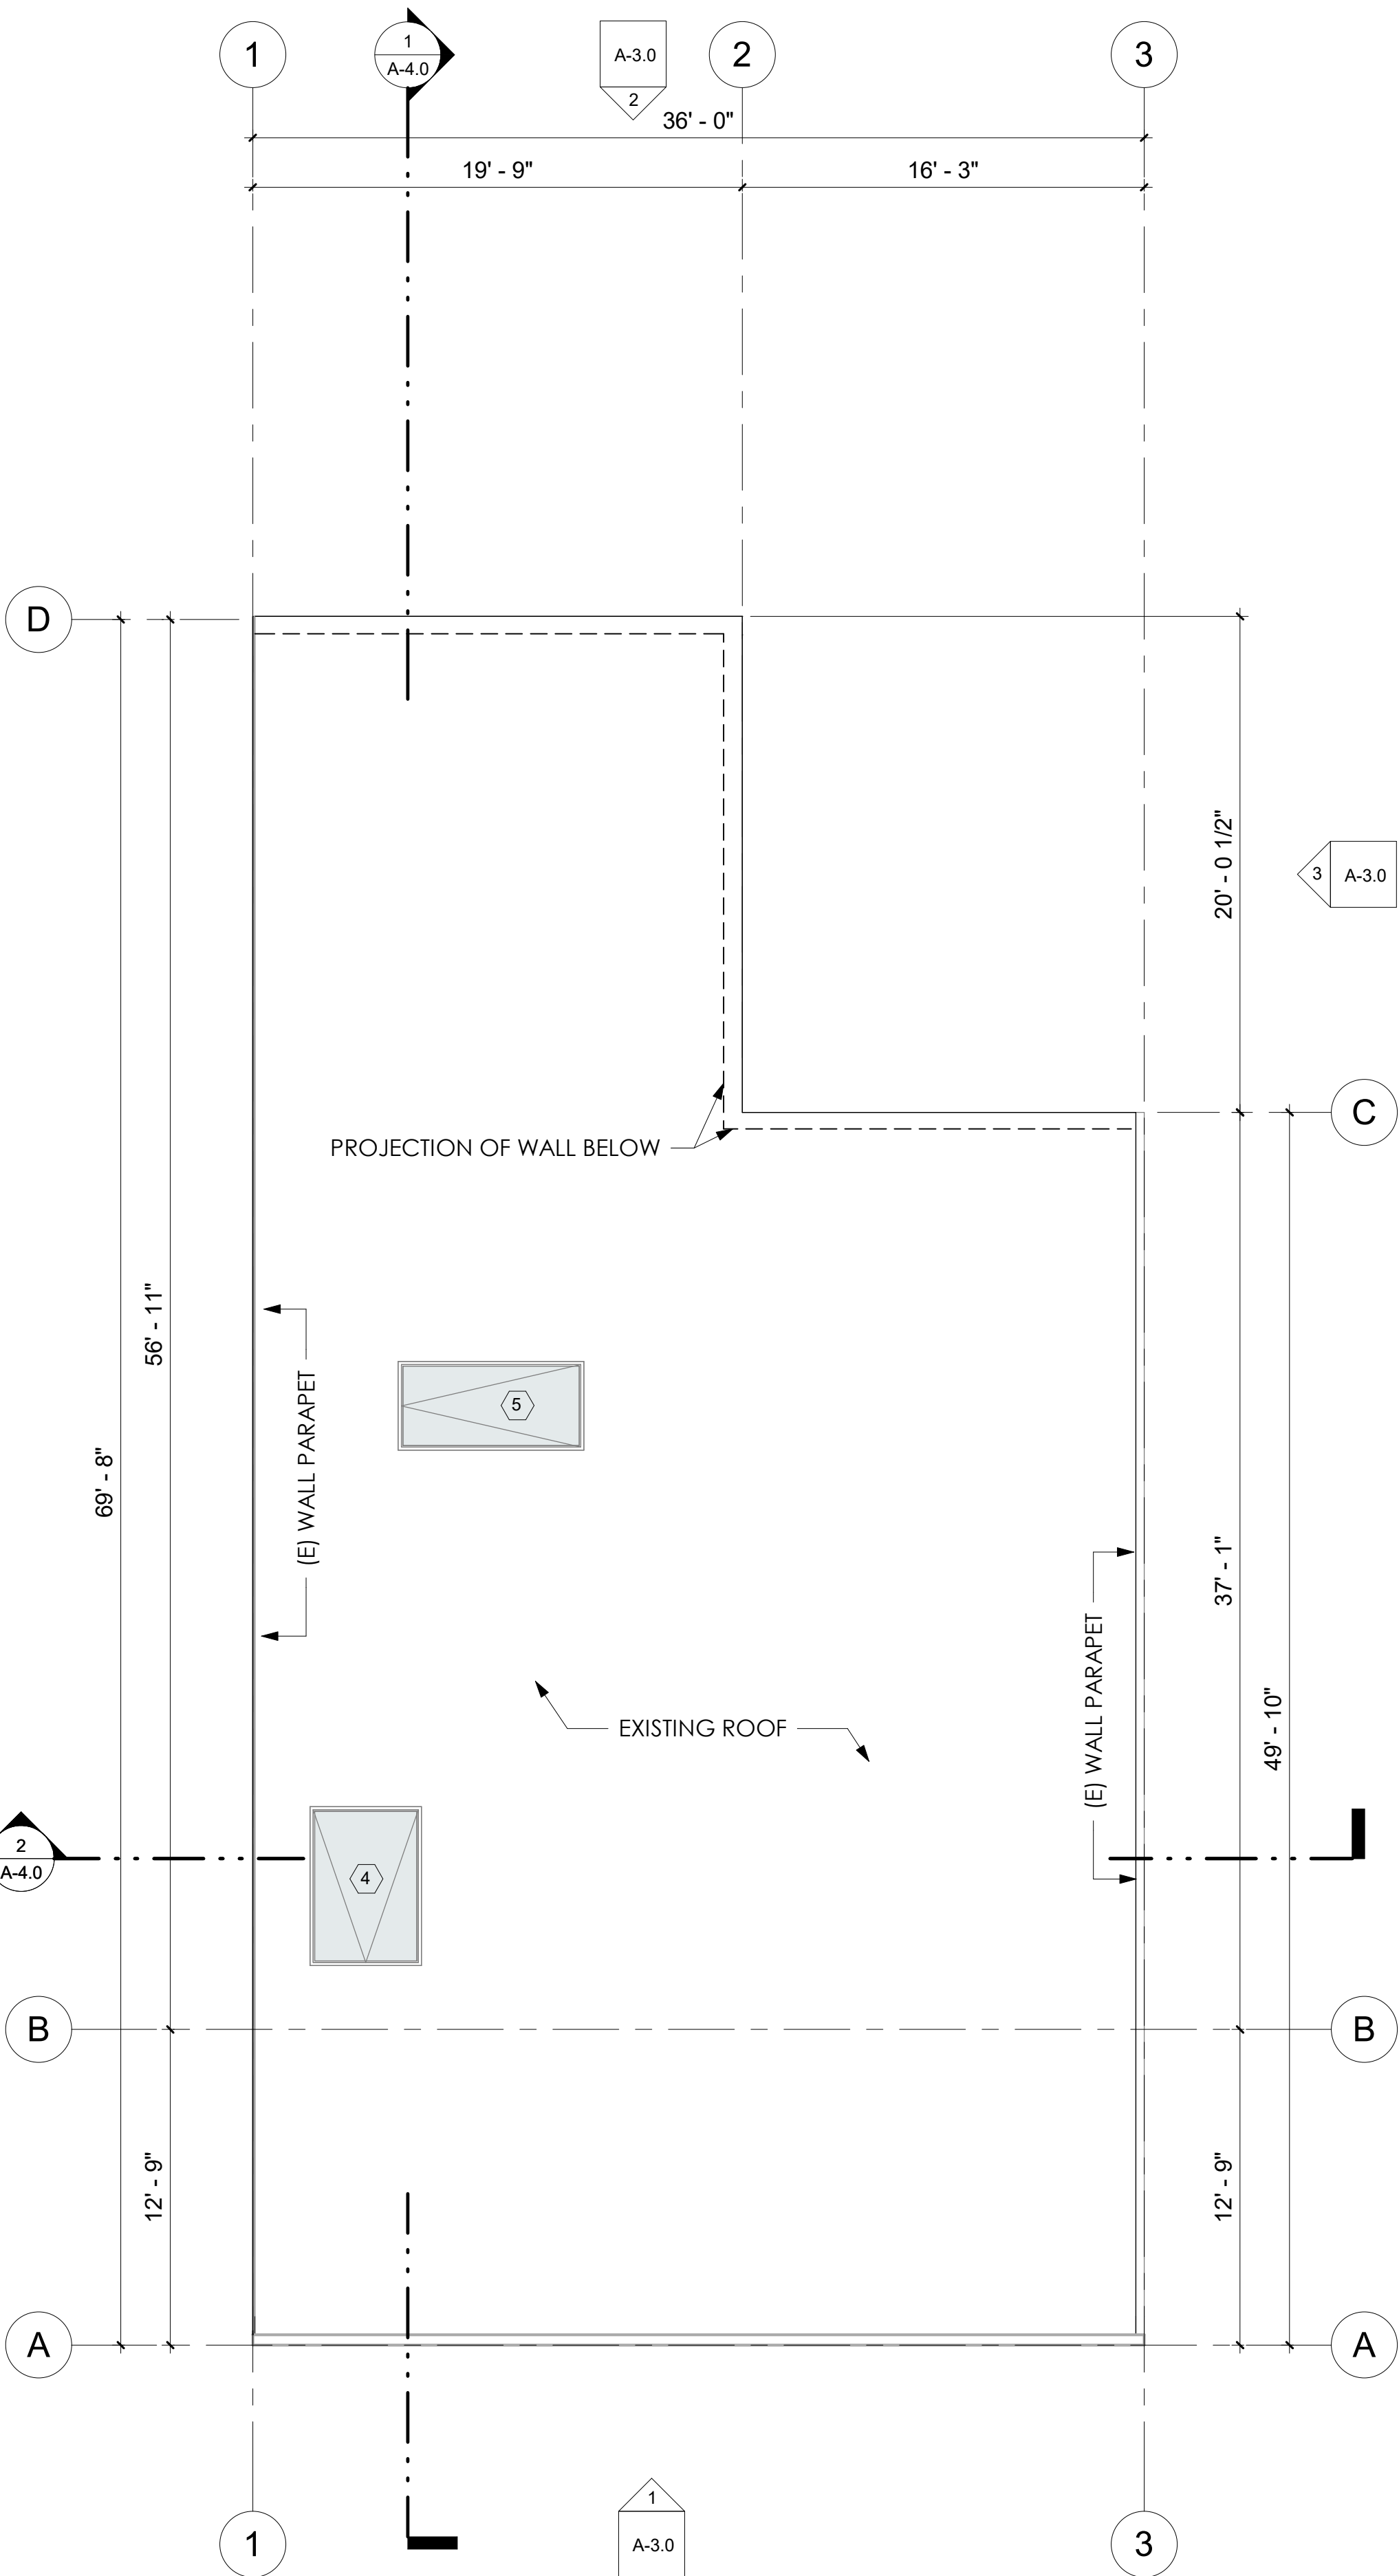 1
1
A-4.0
A-3.0
2
2
3
36' - 0"
19' - 9"
16' - 3"
D
20' - 0 1/2"
3
A-3.0
C
PROJECTION OF WALL BELOW
56' - 11"
69' - 8"
(E) WALL PARAPET
5
37' - 1"
(E) WALL PARAPET
49' - 10"
EXISTING ROOF
2
A-4.0
4
B
B
12' - 9"
12' - 9"
A
A
1
A-3.0
1
3